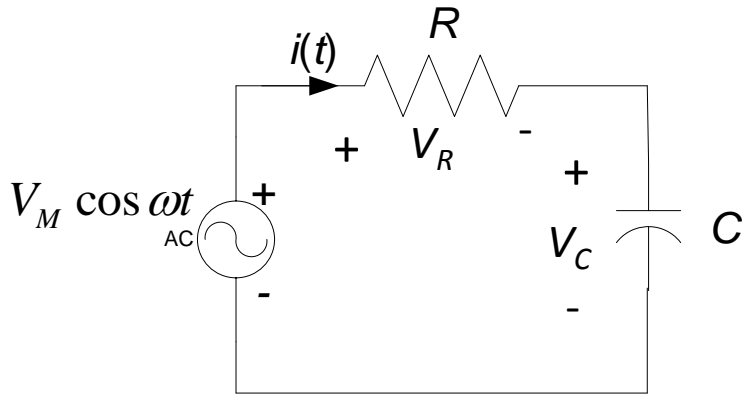 R
i(t)
+ V_R -
V_M cos ωt
+
AC
-
+
V_C
-
C